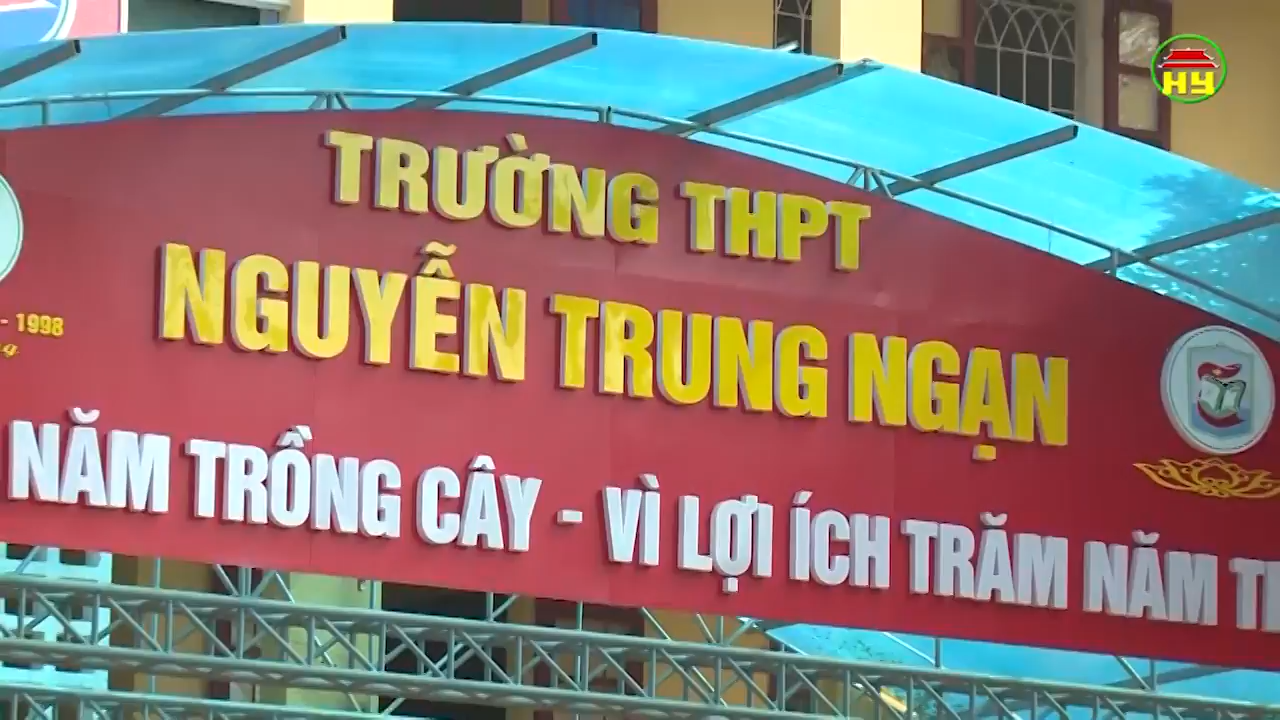 HY
TRƯỜNG THPT
NGUYỄN TRUNG NGẠN
- 1998
NĂM TRỒNG CÂY - VÌ LỢI ÍCH TRĂM NĂM